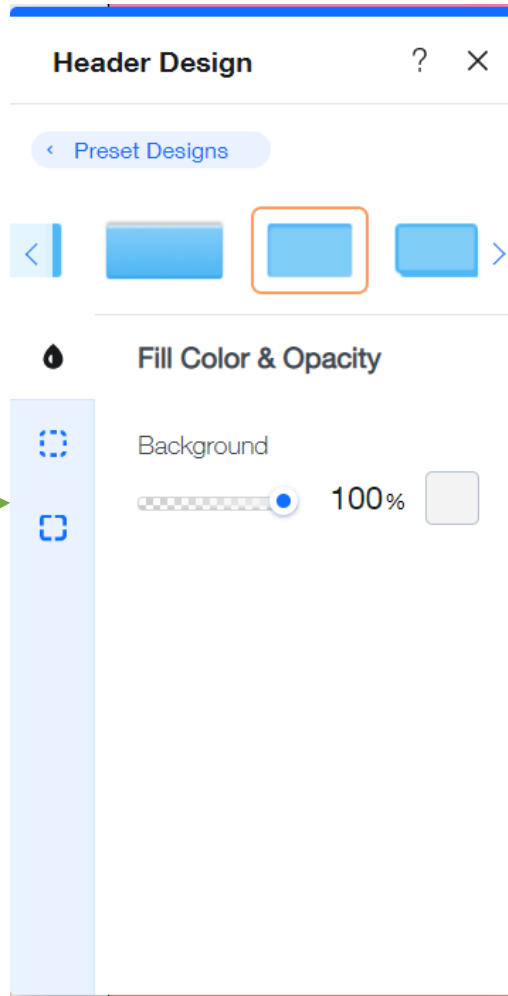 Header Design ?
Preset Designs
Fill Color & Opacity
Background
100%